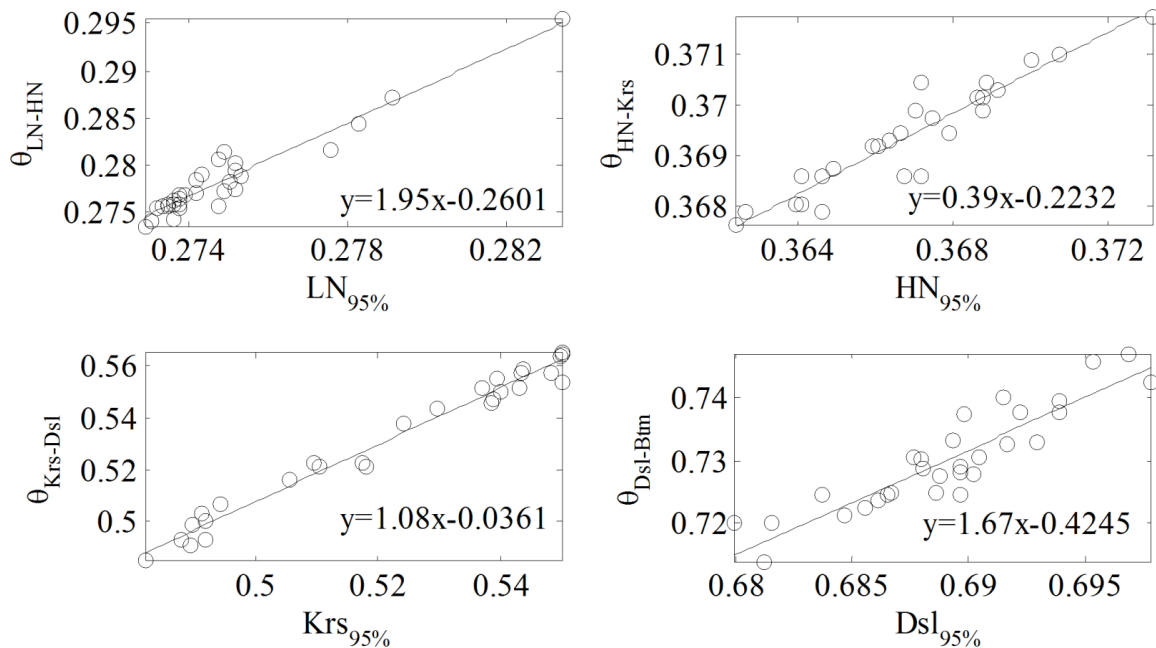 0.295
0.29
0.285
0.28
0.275
θLN-HN
y=1.95x-0.2601
0.274 0.278 0.282
LN95%
0.371
0.37
0.369
0.368
θHN-Krs
y=0.39x-0.2232
0.364 0.368 0.372
HN95%
0.56
0.54
0.52
0.5
θKrs-Dsl
y=1.08x-0.0361
0.5 0.52 0.54
Krs95%
0.74
0.73
0.72
θDsl-Btm
y=1.67x-0.4245
0.68 0.685 0.69 0.695
Dsl95%